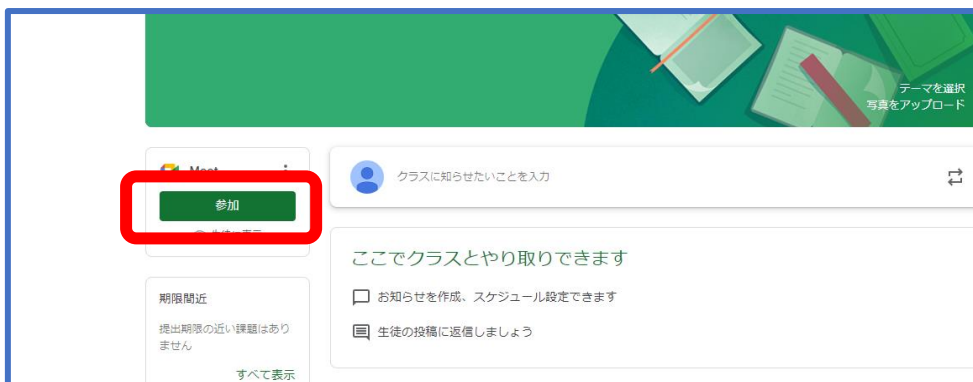 テーマを選択
写真をアップロード
Meet
参加
クラスに知らせたいことを入力
ここでクラスとやり取りできます
お知らせを作成、スケジュール設定できます
生徒の投稿に返信しましょう
期限間近
提出期限の近い課題はあり
ません
すべて表示